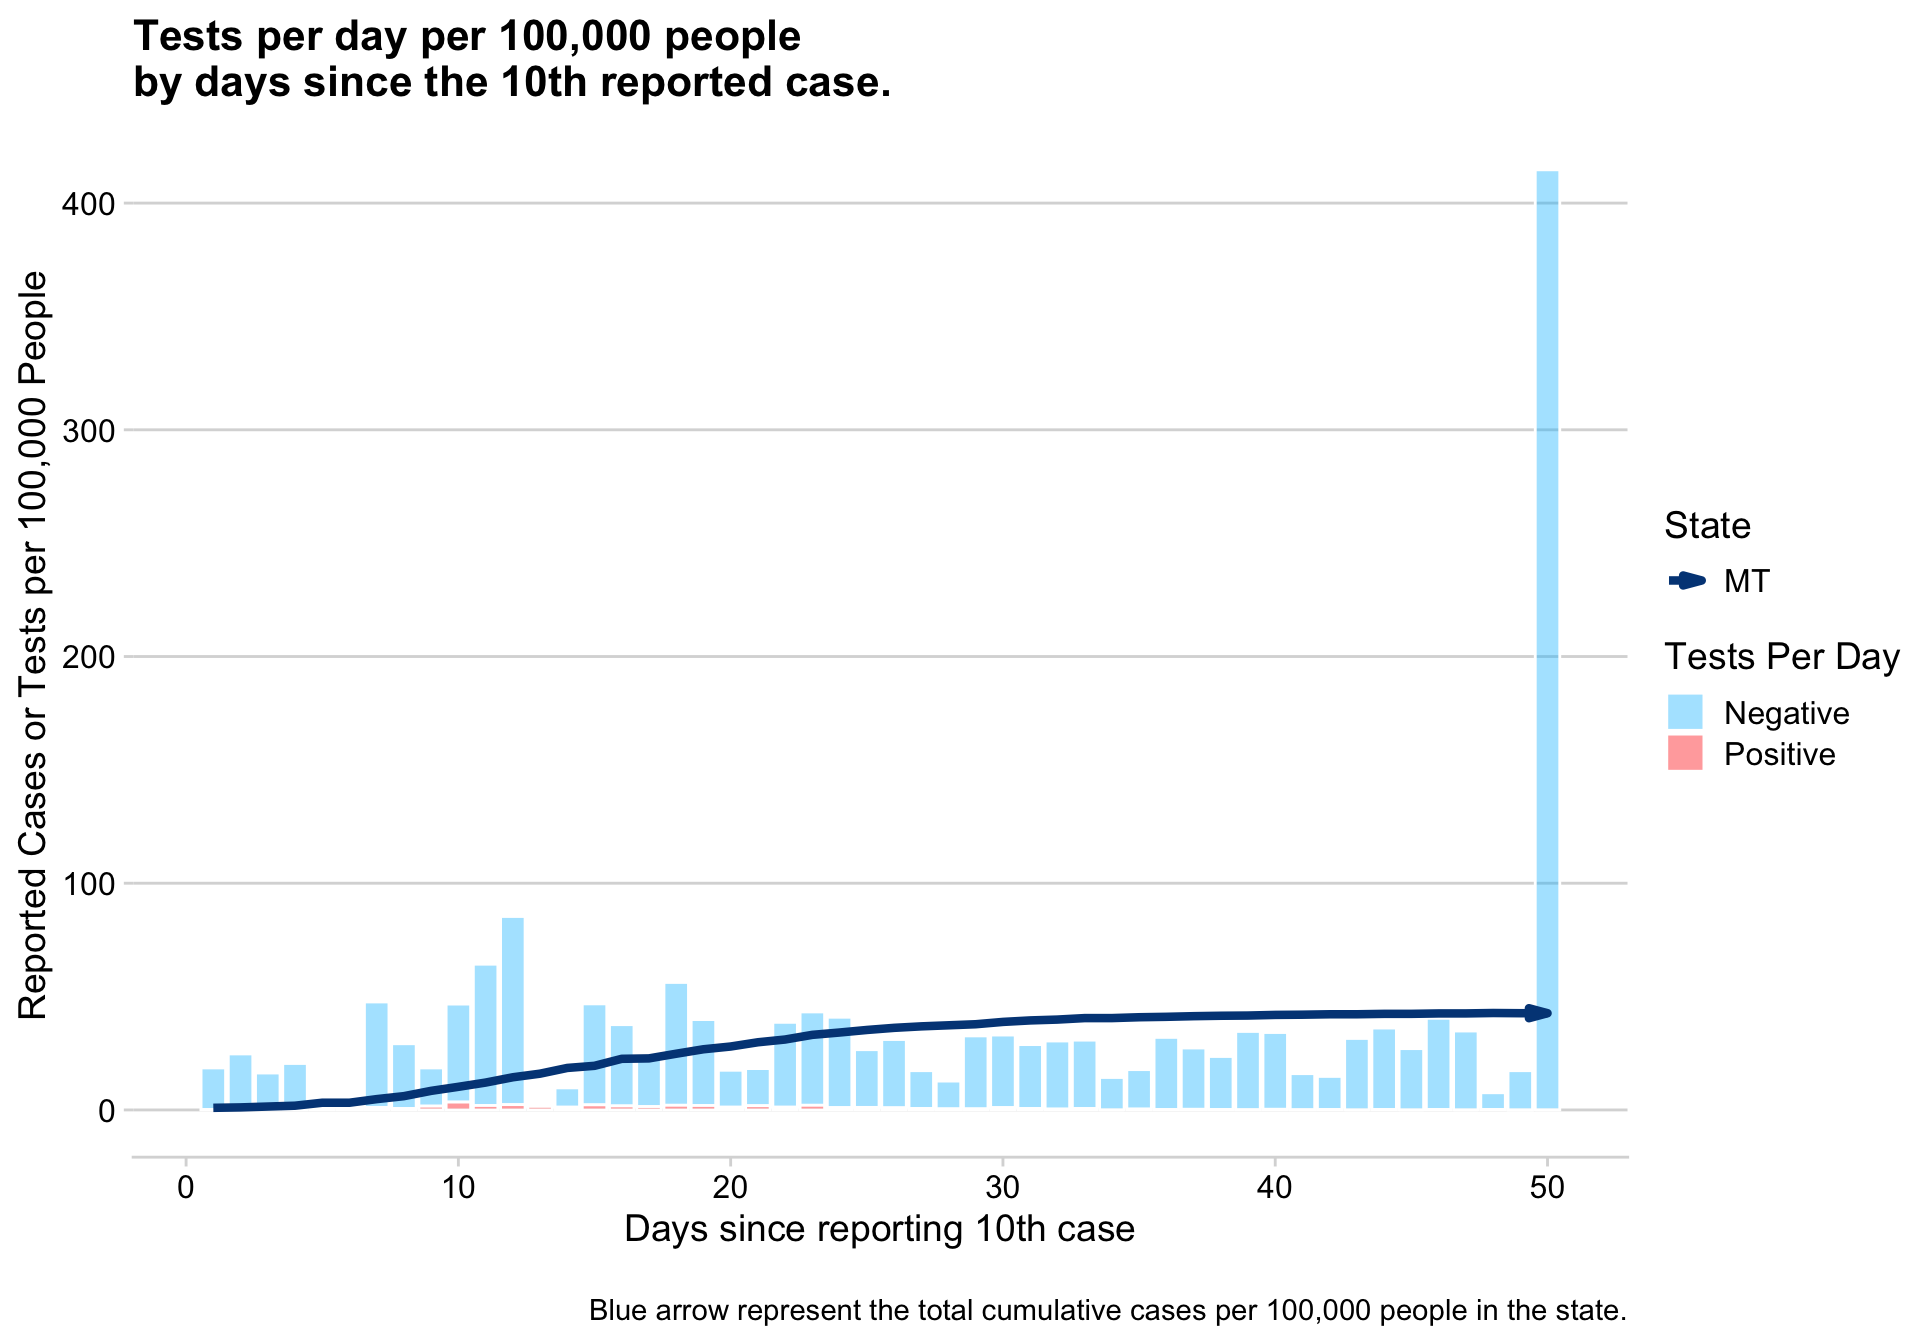 Tests per day per 100,000 people
by days since the 10th reported case.
Reported Cases or Tests per 100,000 People
400
300
200
100
0
0
10
20
30
40
50
Days since reporting 10th case
State
MT
Tests Per Day
Negative
Positive
Blue arrow represent the total cumulative cases per 100,000 people in the state.